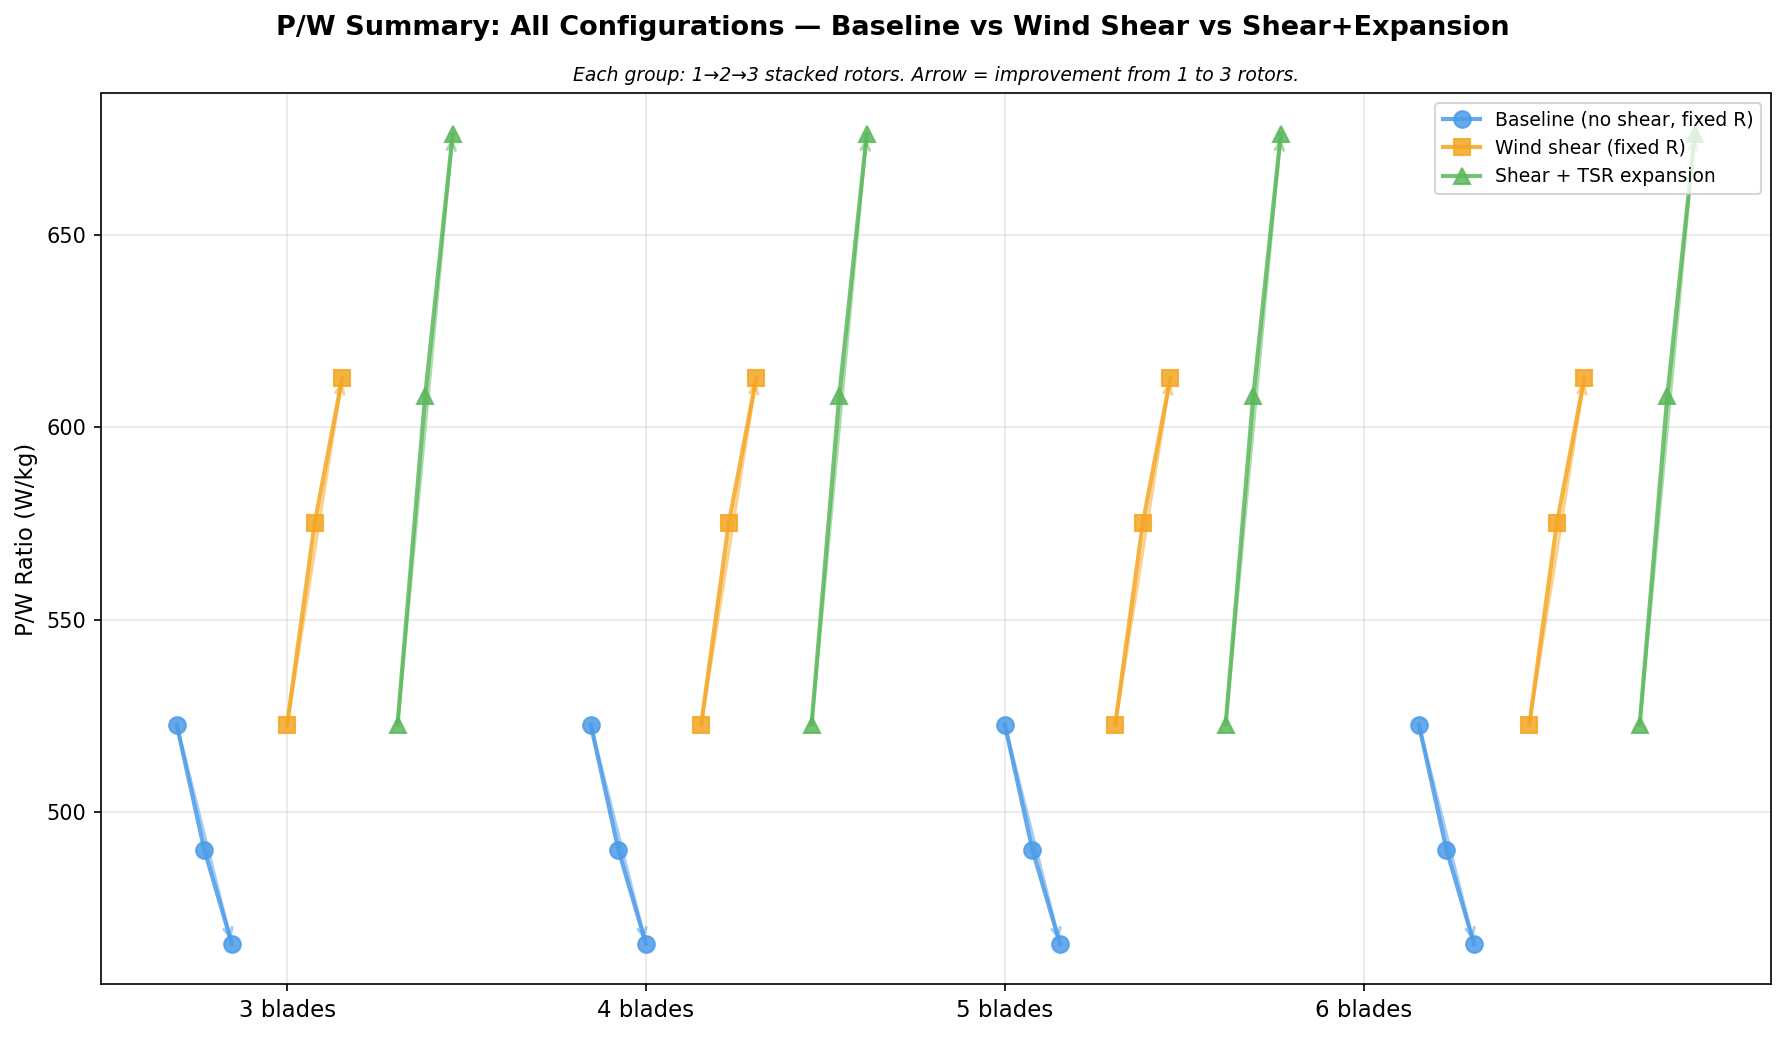 P/W Summary: All Configurations — Baseline vs Wind Shear vs Shear+Expansion
Each group: 1→2→3 stacked rotors. Arrow = improvement from 1 to 3 rotors.
Baseline (no shear, fixed R)
Wind shear (fixed R)
Shear + TSR expansion
P/W Ratio (W/kg)
650
600
550
500
3 blades
4 blades
5 blades
6 blades